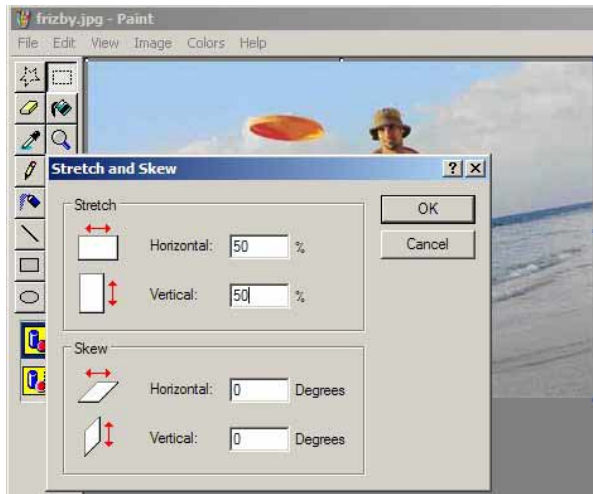 frizby.jpg - Paint
File Edit View Image Colors Help
Stretch and Skew
Stretch
OK
Horizontal: 50 %
Cancel
Vertical: 50 %
Skew
Horizontal: 0 Degrees
Vertical: 0 Degrees